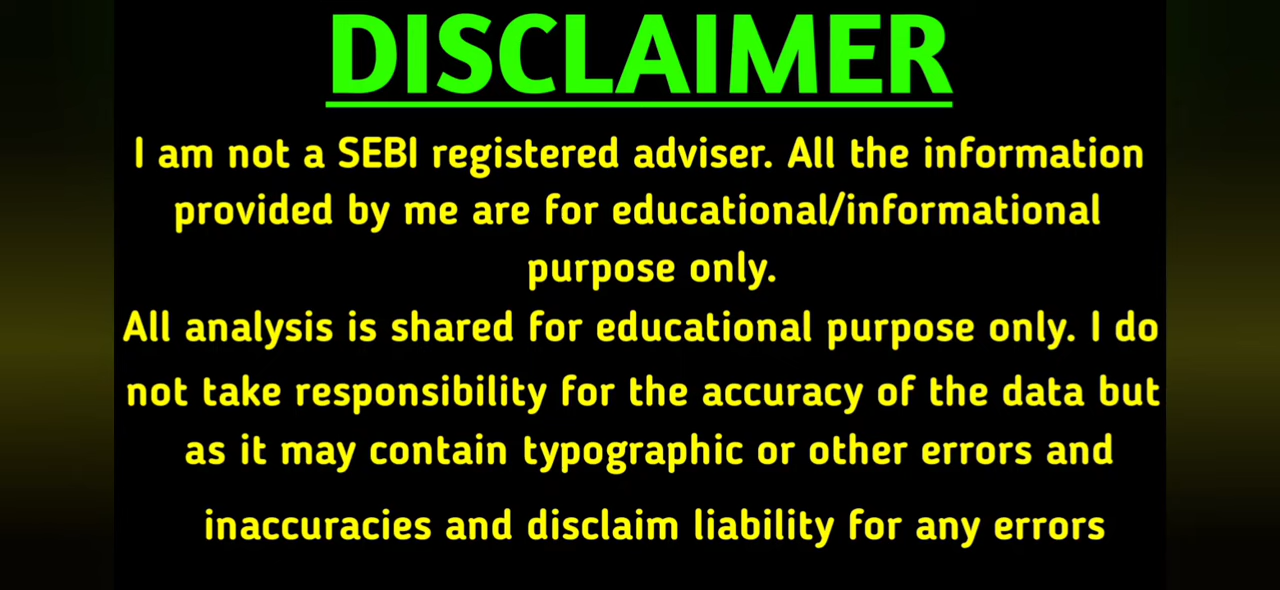 DISCLAIMER
I am not a SEBI registered adviser. All the information
provided by me are for educational/informational
purpose only.
All analysis is shared for educational purpose only. I do
not take responsibility for the accuracy of the data but
as it may contain typographic or other errors and
inaccuracies and disclaim liability for any errors